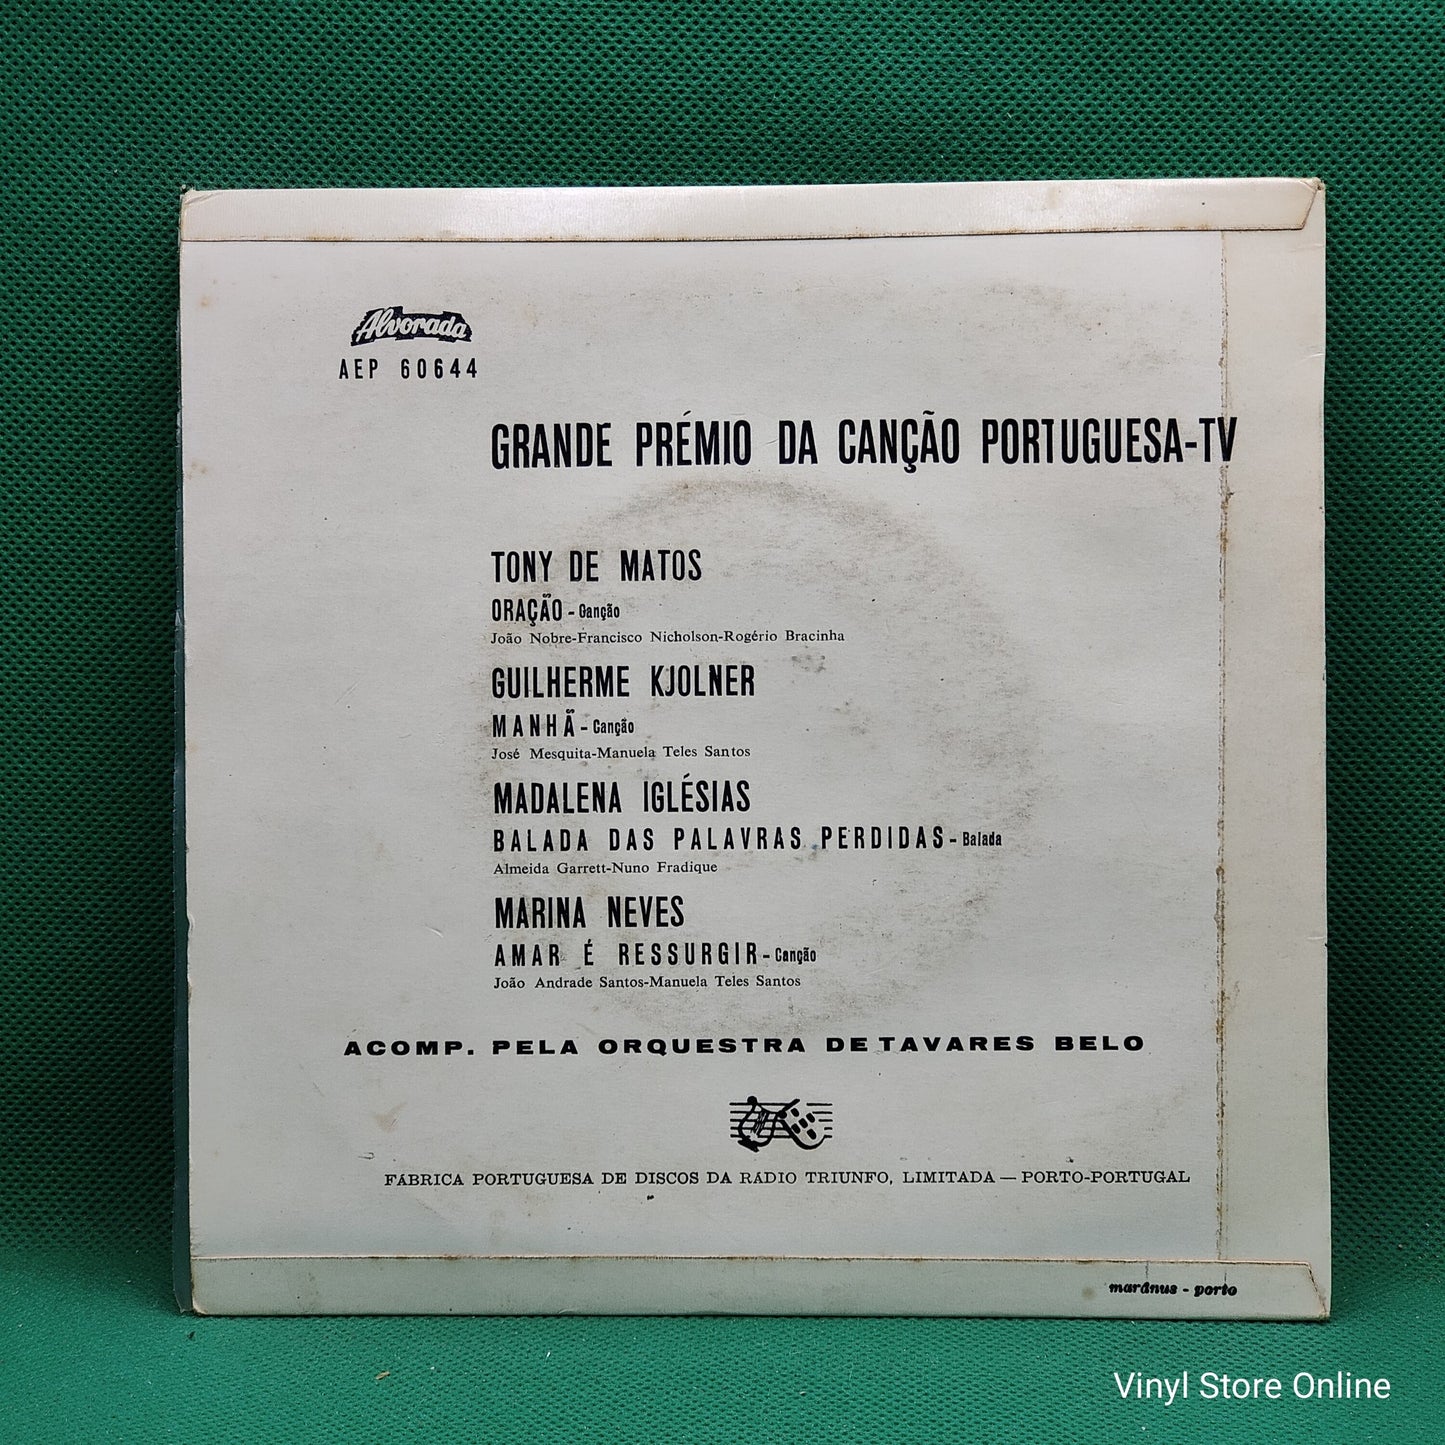 Alvorada
AEP 60644
GRANDE PRÉMIO DA CANÇÃO PORTUGUESA-TV
TONY DE MATOS
ORAÇÃO - Canção
João Nobre-Francisco Nicholson-Rogério Bracinha
GUILHERME KJOLNER
MANHÃ - Canção
José Mesquita-Manuela Teles Santos
MADALENA IGLÉSIAS
BALADA DAS PALAVRAS PERDIDAS - Balada
Almeida Garrett-Nuno Fradique
MARINA NEVES
AMAR É RESSURGIR - Canção
João Andrade Santos-Manuela Teles Santos
ACOMP. PELA ORQUESTRA DE TAVARES BELO
FÁBRICA PORTUGUESA DE DISCOS DA RÁDIO TRIUNFO, LIMITADA — PORTO-PORTUGAL
marânus - porto
Vinyl Store Online